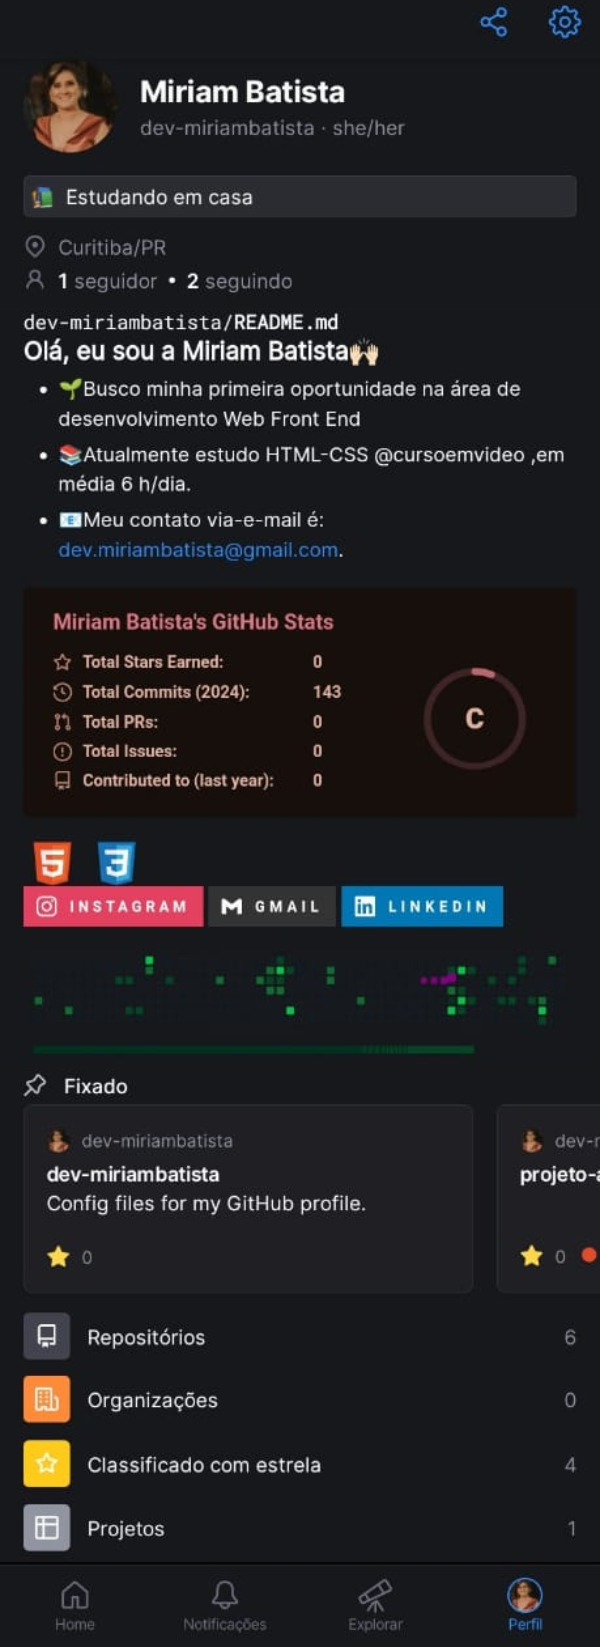 Miriam Batista
dev-miriambatista · she/her
Estudando em casa
Curitiba/PR
1 seguidor • 2 seguindo
dev-miriambatista/README.md
Olá, eu sou a Miriam Batista🙌🏻
• 🌱Busco minha primeira oportunidade na área de
desenvolvimento Web Front End
• 📚Atualmente estudo HTML-CSS @cursoemvideo ,em
média 6 h/dia.
• 📧Meu contato via-e-mail é:
dev.miriambatista@gmail.com.
Miriam Batista's GitHub Stats
Total Stars Earned: 0
Total Commits (2024): 143
Total PRs: 0
Total Issues: 0
Contributed to (last year): 0
C
5 3
INSTAGRAM GMAIL LINKEDIN
Fixado
dev-miriambatista
dev-miriambatista
Config files for my GitHub profile.
0
dev-
projeto-
0
Repositórios 6
Organizações 0
Classificado com estrela 4
Projetos 1
Home Notificações Explorar Perfil